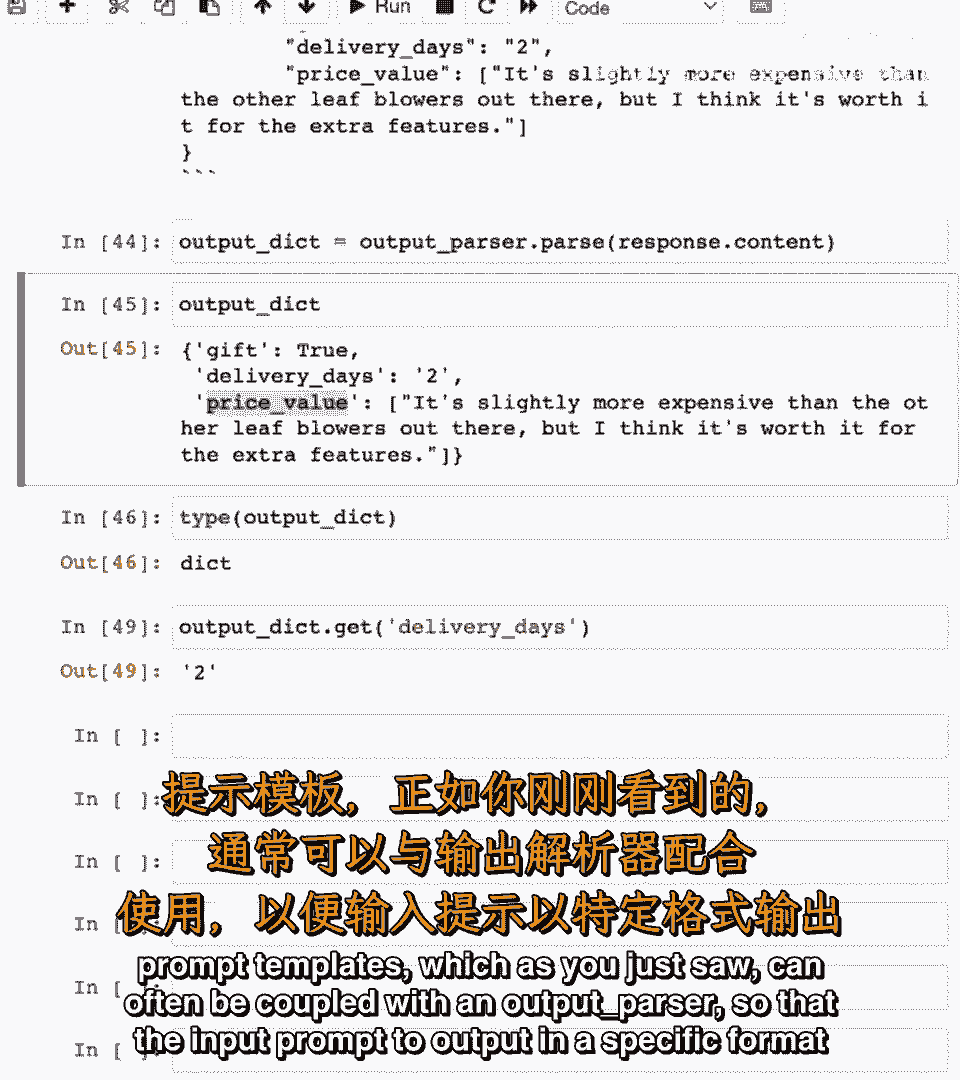 Run
Code
"delivery_days": "2",
"price_value": ["It's slightly more expensive than
the other leaf blowers out there, but I think it's worth i
t for the extra features."]
}
```
In [44]: output_dict = output_parser.parse(response.content)
In [45]: output_dict
Out[45]: {'gift': True,
'delivery_days': '2',
'price_value': ["It's slightly more expensive than the ot
her leaf blowers out there, but I think it's worth it for
the extra features."]}
In [46]: type(output_dict)
Out[46]: dict
In [49]: output_dict.get('delivery_days')
Out[49]: '2'
In [ ]:
In [ ]:
提示模板，正如你刚刚看到的，
In [ ]:
通常可以与输出解析器配合
In [
使用，以便输入提示以特定格式输出
prompt templates, which as you just saw, can
In [
often be coupled with an output_parser, so that
In [
the input prompt to output in a specific format